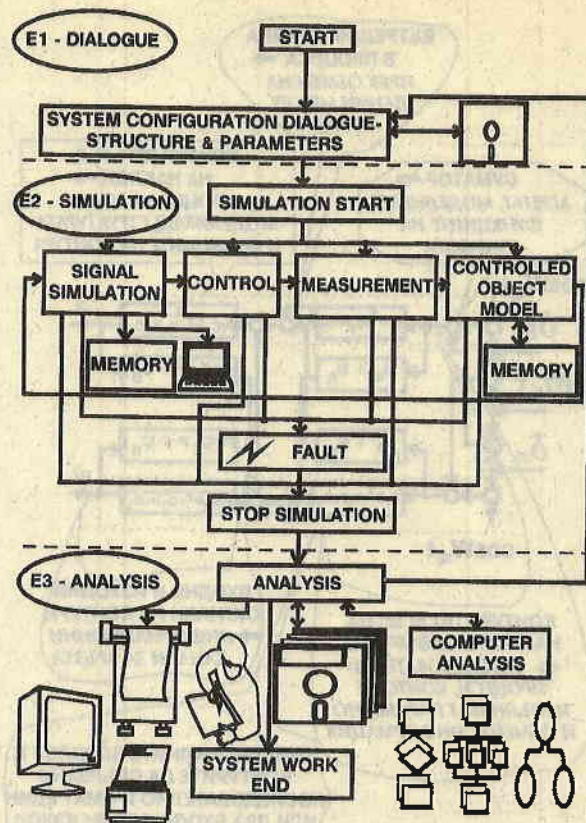 E1 - DIALOGUE
START
SYSTEM CONFIGURATION DIALOGUE-
STRUCTURE & PARAMETERS
E2 - SIMULATION
SIMULATION START
SIGNAL
SIMULATION
CONTROL
MEASUREMENT
CONTROLLED
OBJECT
MODEL
MEMORY
MEMORY
FAULT
STOP SIMULATION
E3 - ANALYSIS
ANALYSIS
COMPUTER
ANALYSIS
SYSTEM WORK
END